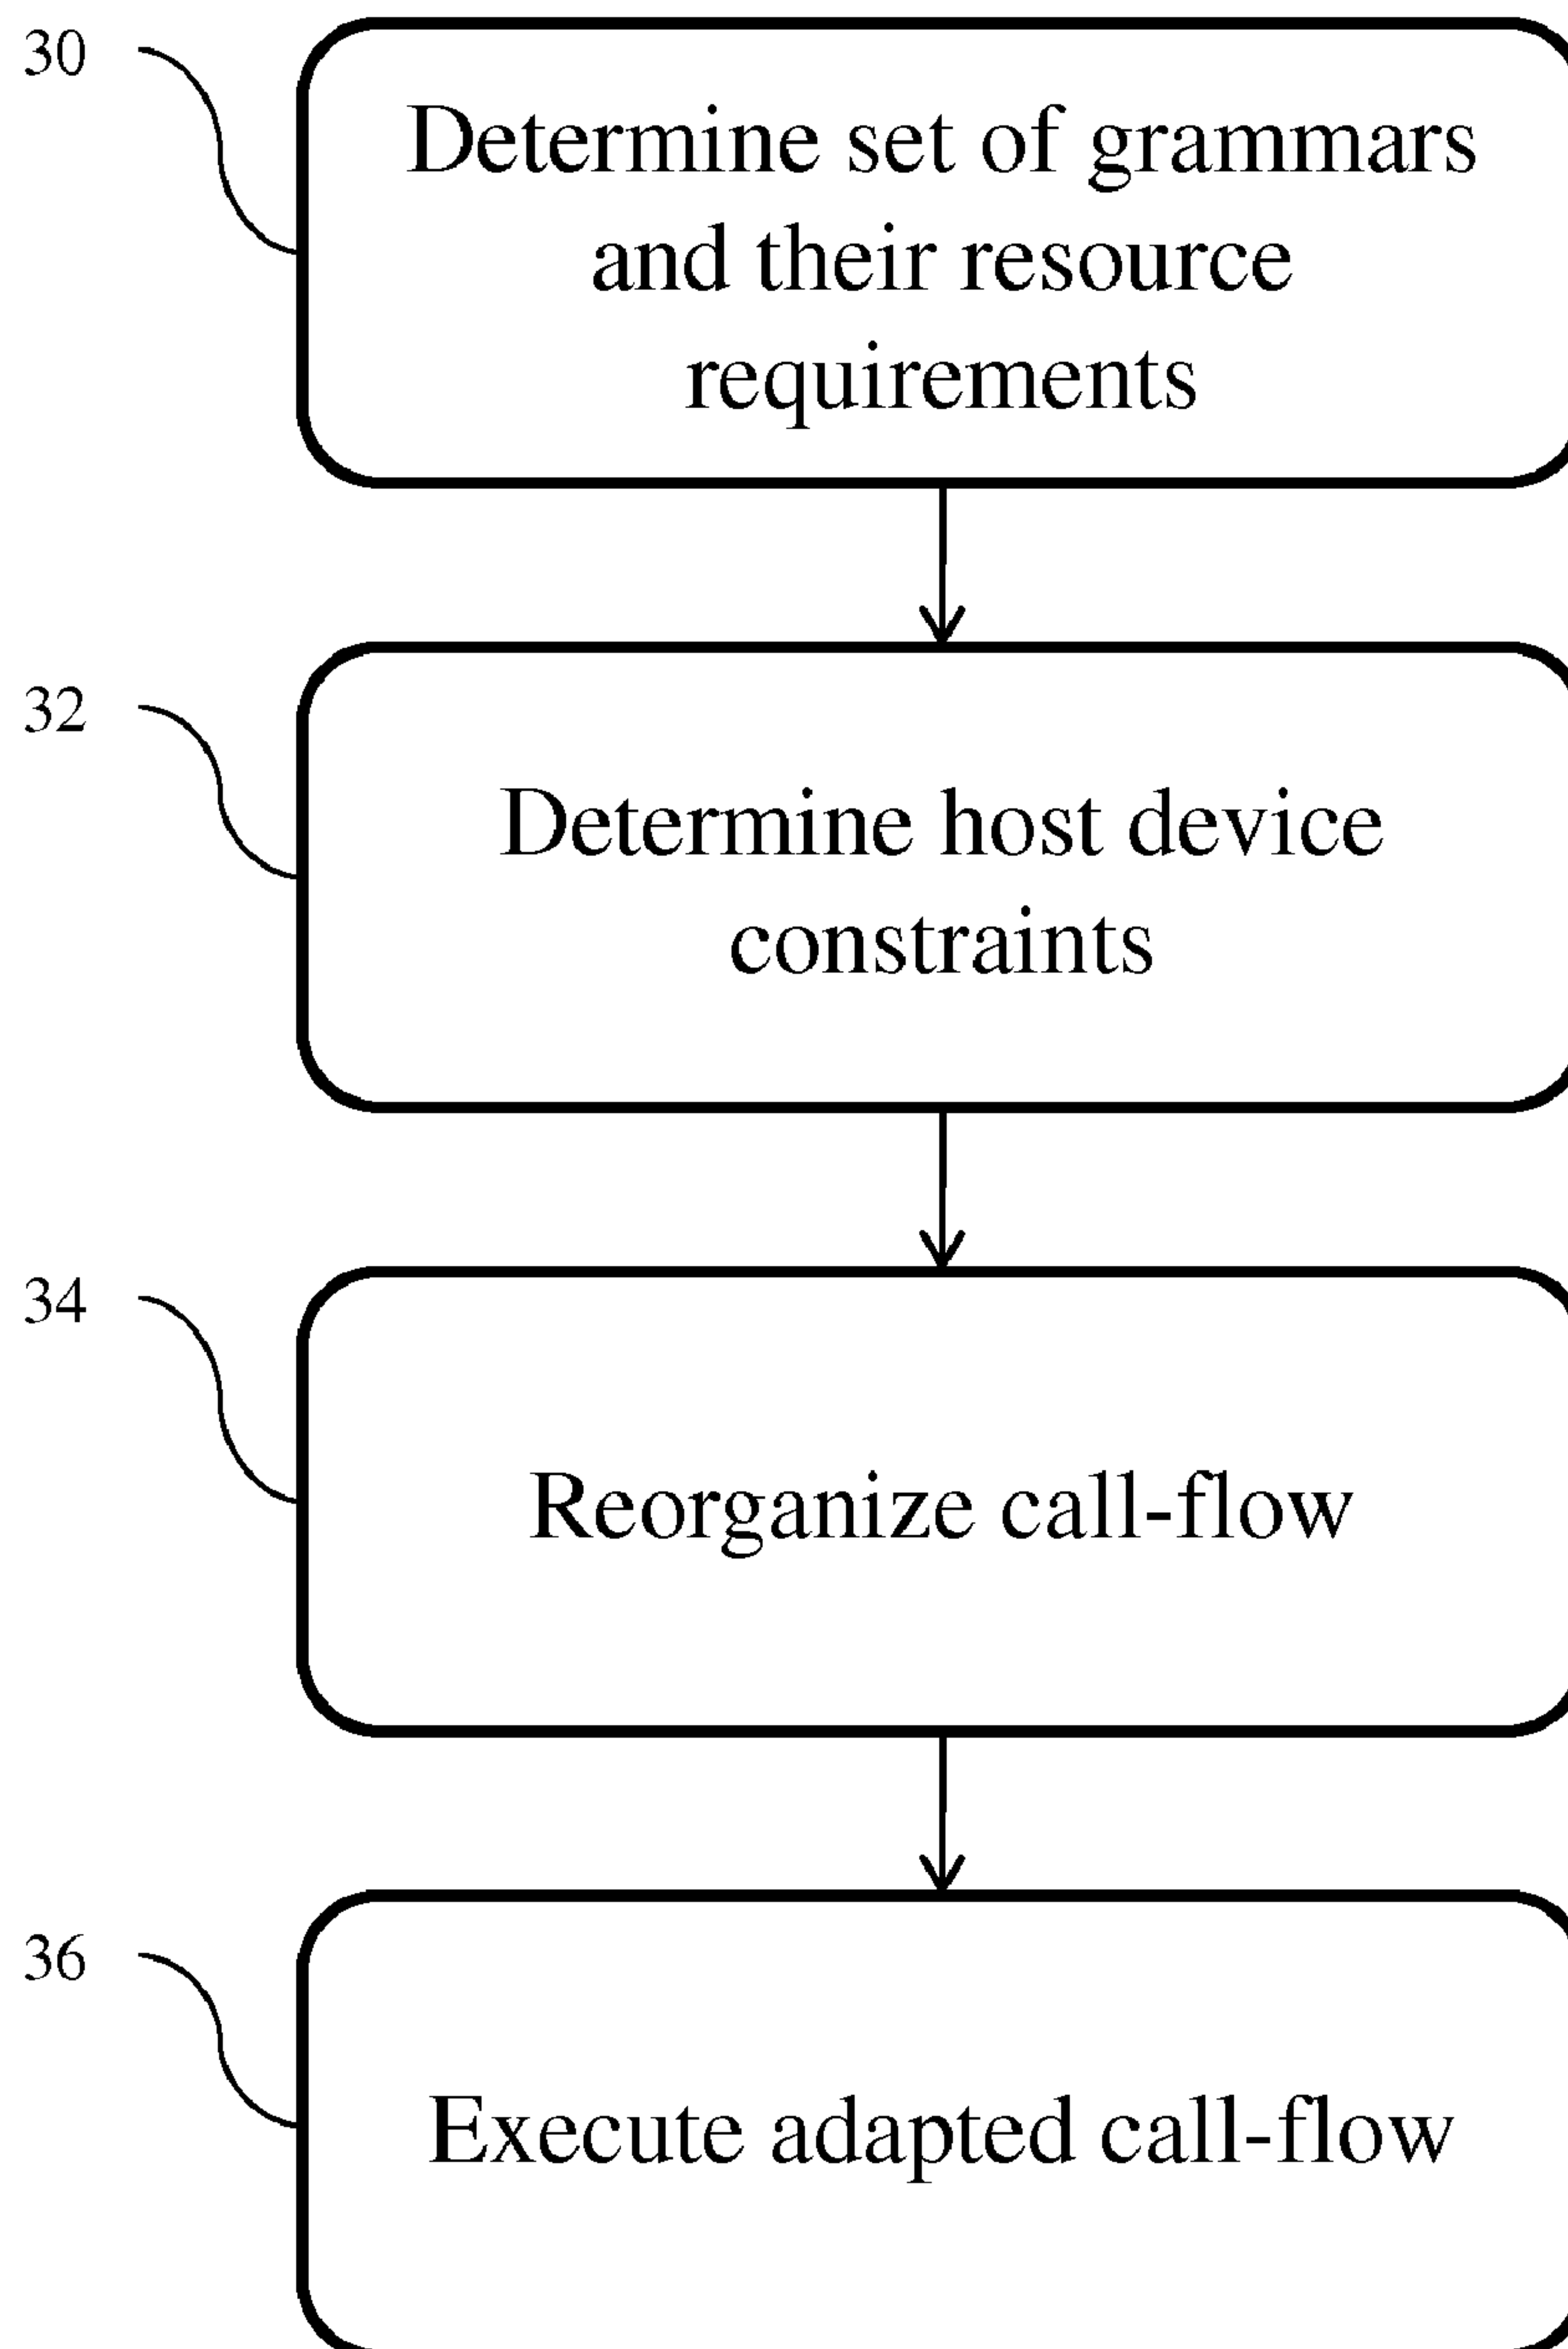 30
Determine set of grammars
and their resource
requirements
32
Determine host device
constraints
34
Reorganize call-flow
36
Execute adapted call-flow